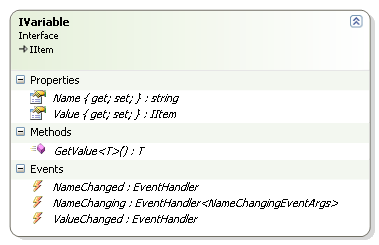 IVariable
Interface
IItem
Properties
Name { get; set; } : string
Value { get; set; } : IItem
Methods
GetValue<T>() : T
Events
NameChanged : EventHandler
NameChanging : EventHandler<NameChangingEventArgs>
ValueChanged : EventHandler